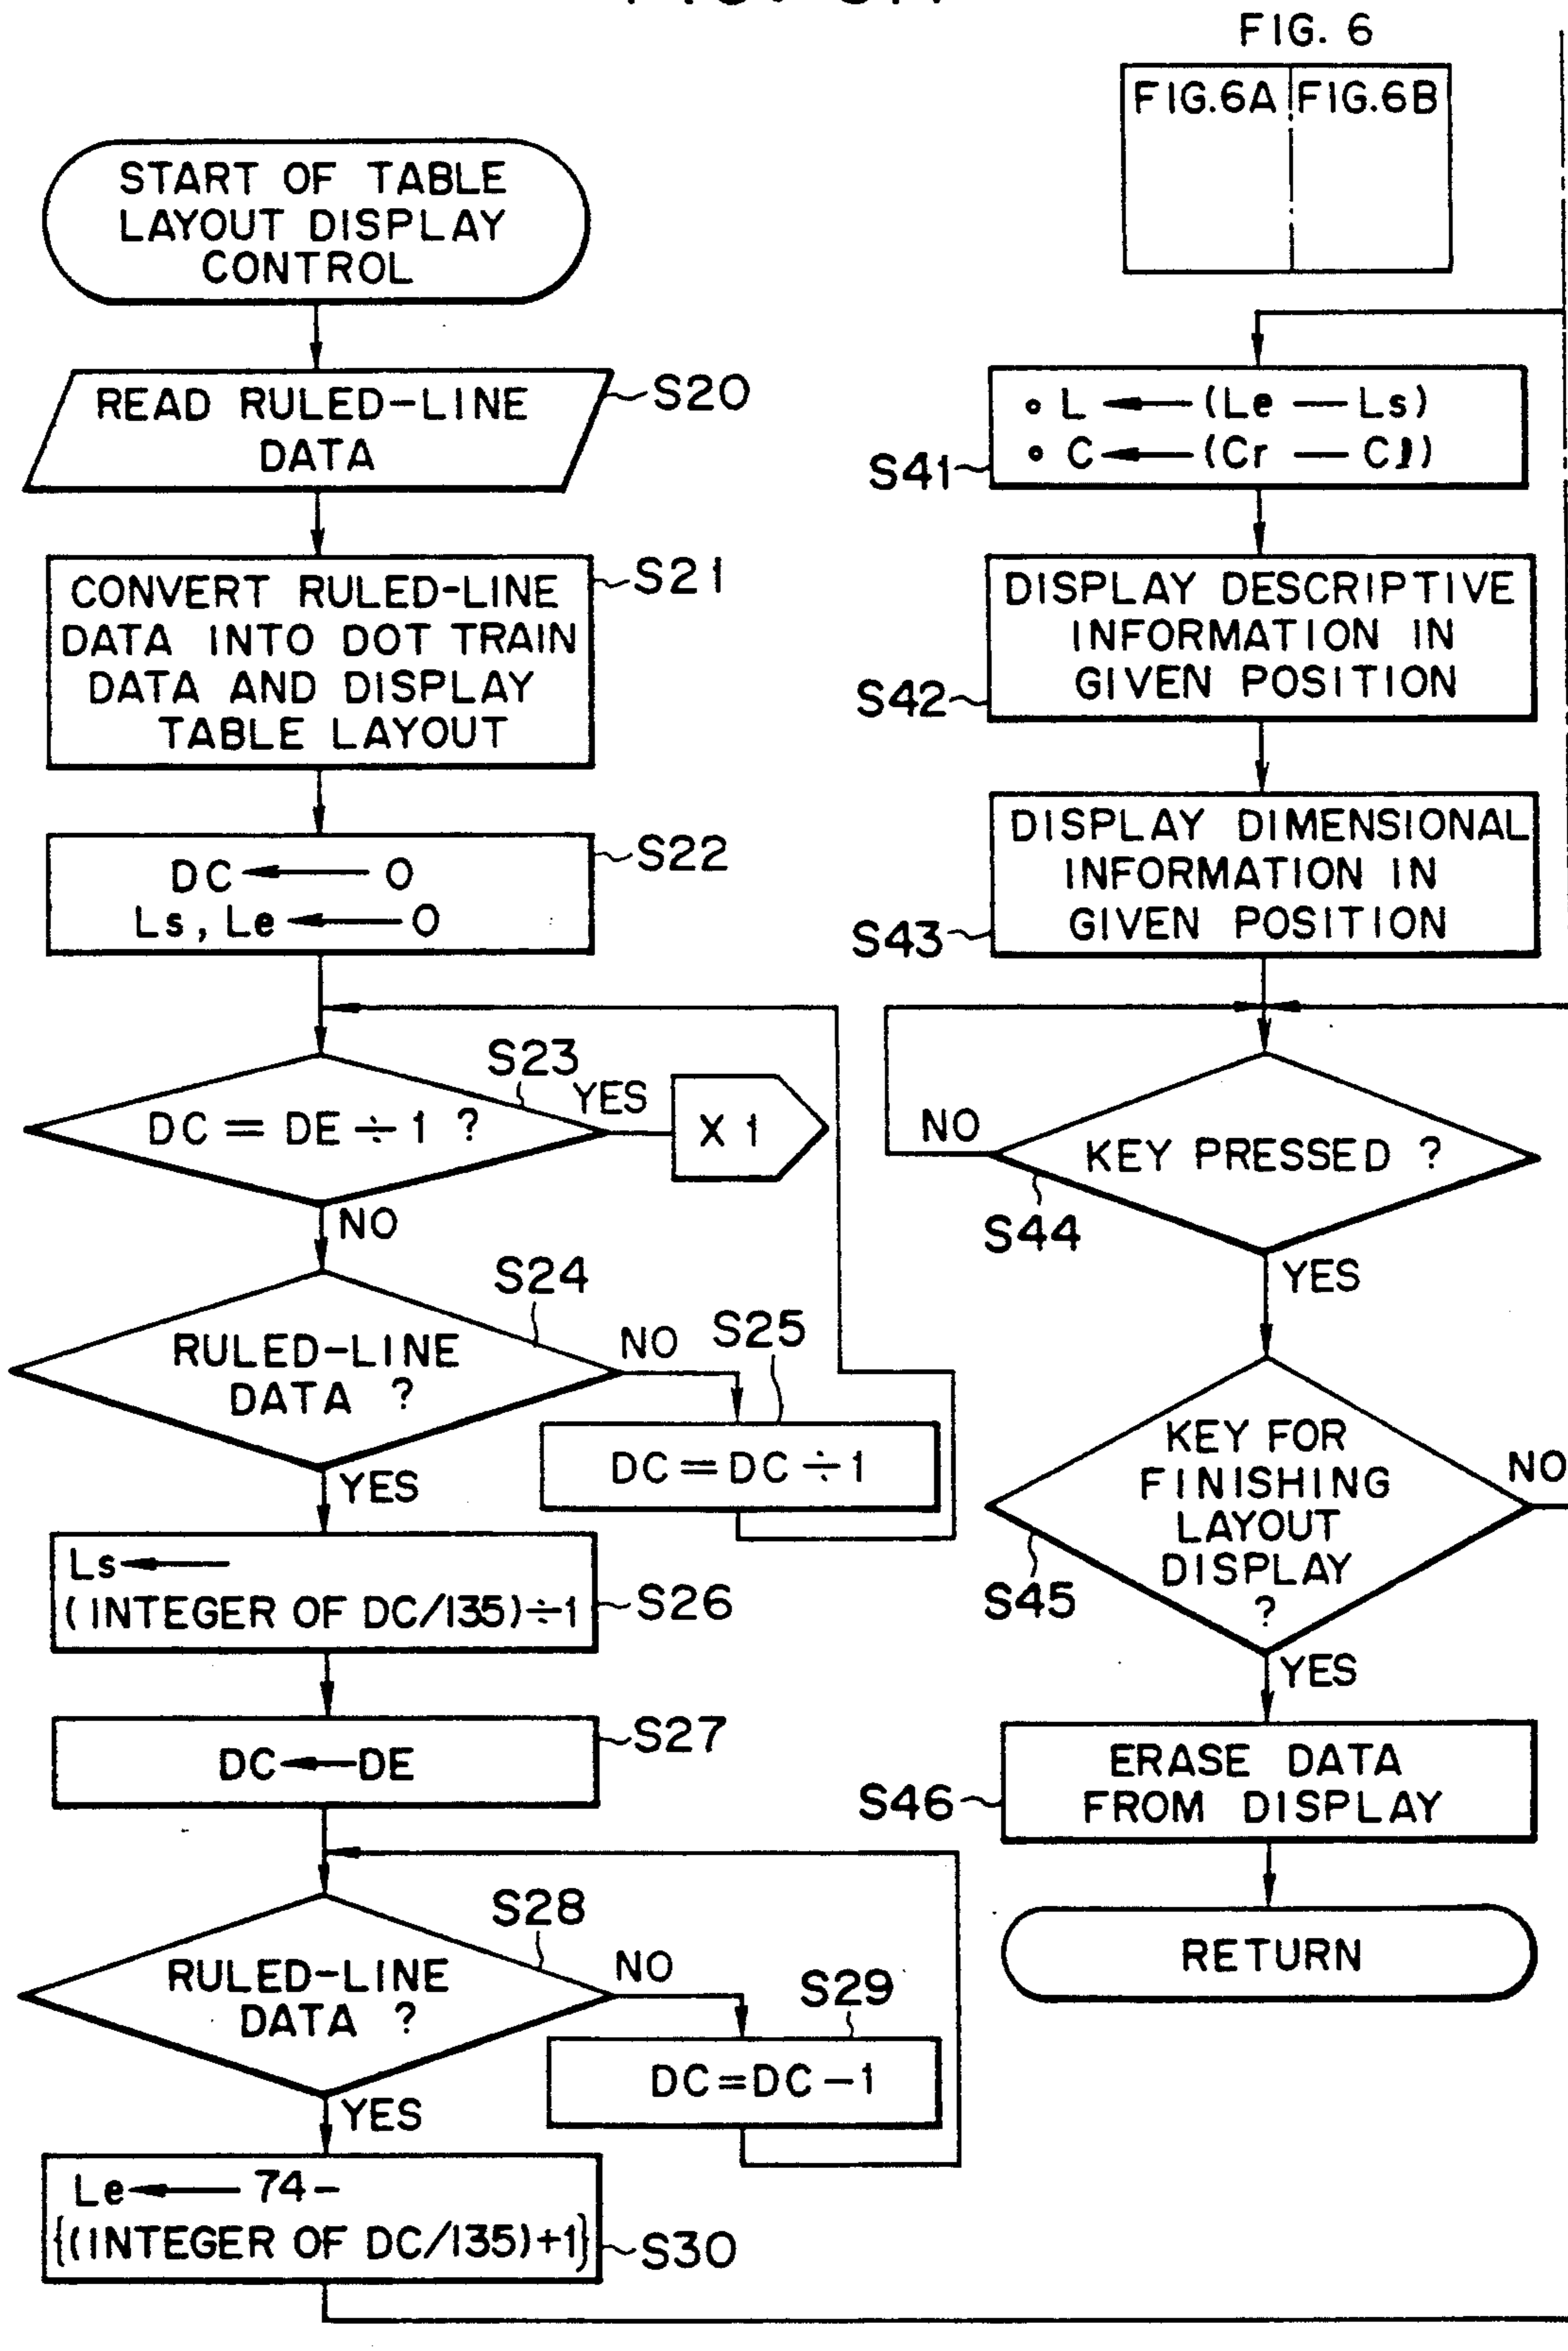 FIG. 6
FIG.6A FIG.6B
START OF TABLE
LAYOUT DISPLAY
CONTROL
READ RULED-LINE
DATA
S20
CONVERT RULED-LINE
DATA INTO DOT TRAIN
DATA AND DISPLAY
TABLE LAYOUT
S21
DC ← 0
Ls, Le ← 0
S22
DC = DE ÷ 1 ?
S23
YES
X 1
NO
RULED-LINE
DATA ?
S24
NO
S25
DC = DC ÷ 1
YES
Ls ←
(INTEGER OF DC/135) ÷ 1
S26
DC ← DE
S27
RULED-LINE
DATA ?
S28
NO
S29
DC = DC - 1
YES
Le ← 74 -
{(INTEGER OF DC/135)+1}
S30
• L ← (Le — Ls)
• C ← (Cr — Cl)
S41
DISPLAY DESCRIPTIVE
INFORMATION IN
GIVEN POSITION
S42
DISPLAY DIMENSIONAL
INFORMATION IN
GIVEN POSITION
S43
KEY PRESSED ?
NO
S44
YES
KEY FOR
FINISHING
LAYOUT
DISPLAY
?
NO
S45
YES
ERASE DATA
FROM DISPLAY
S46
RETURN